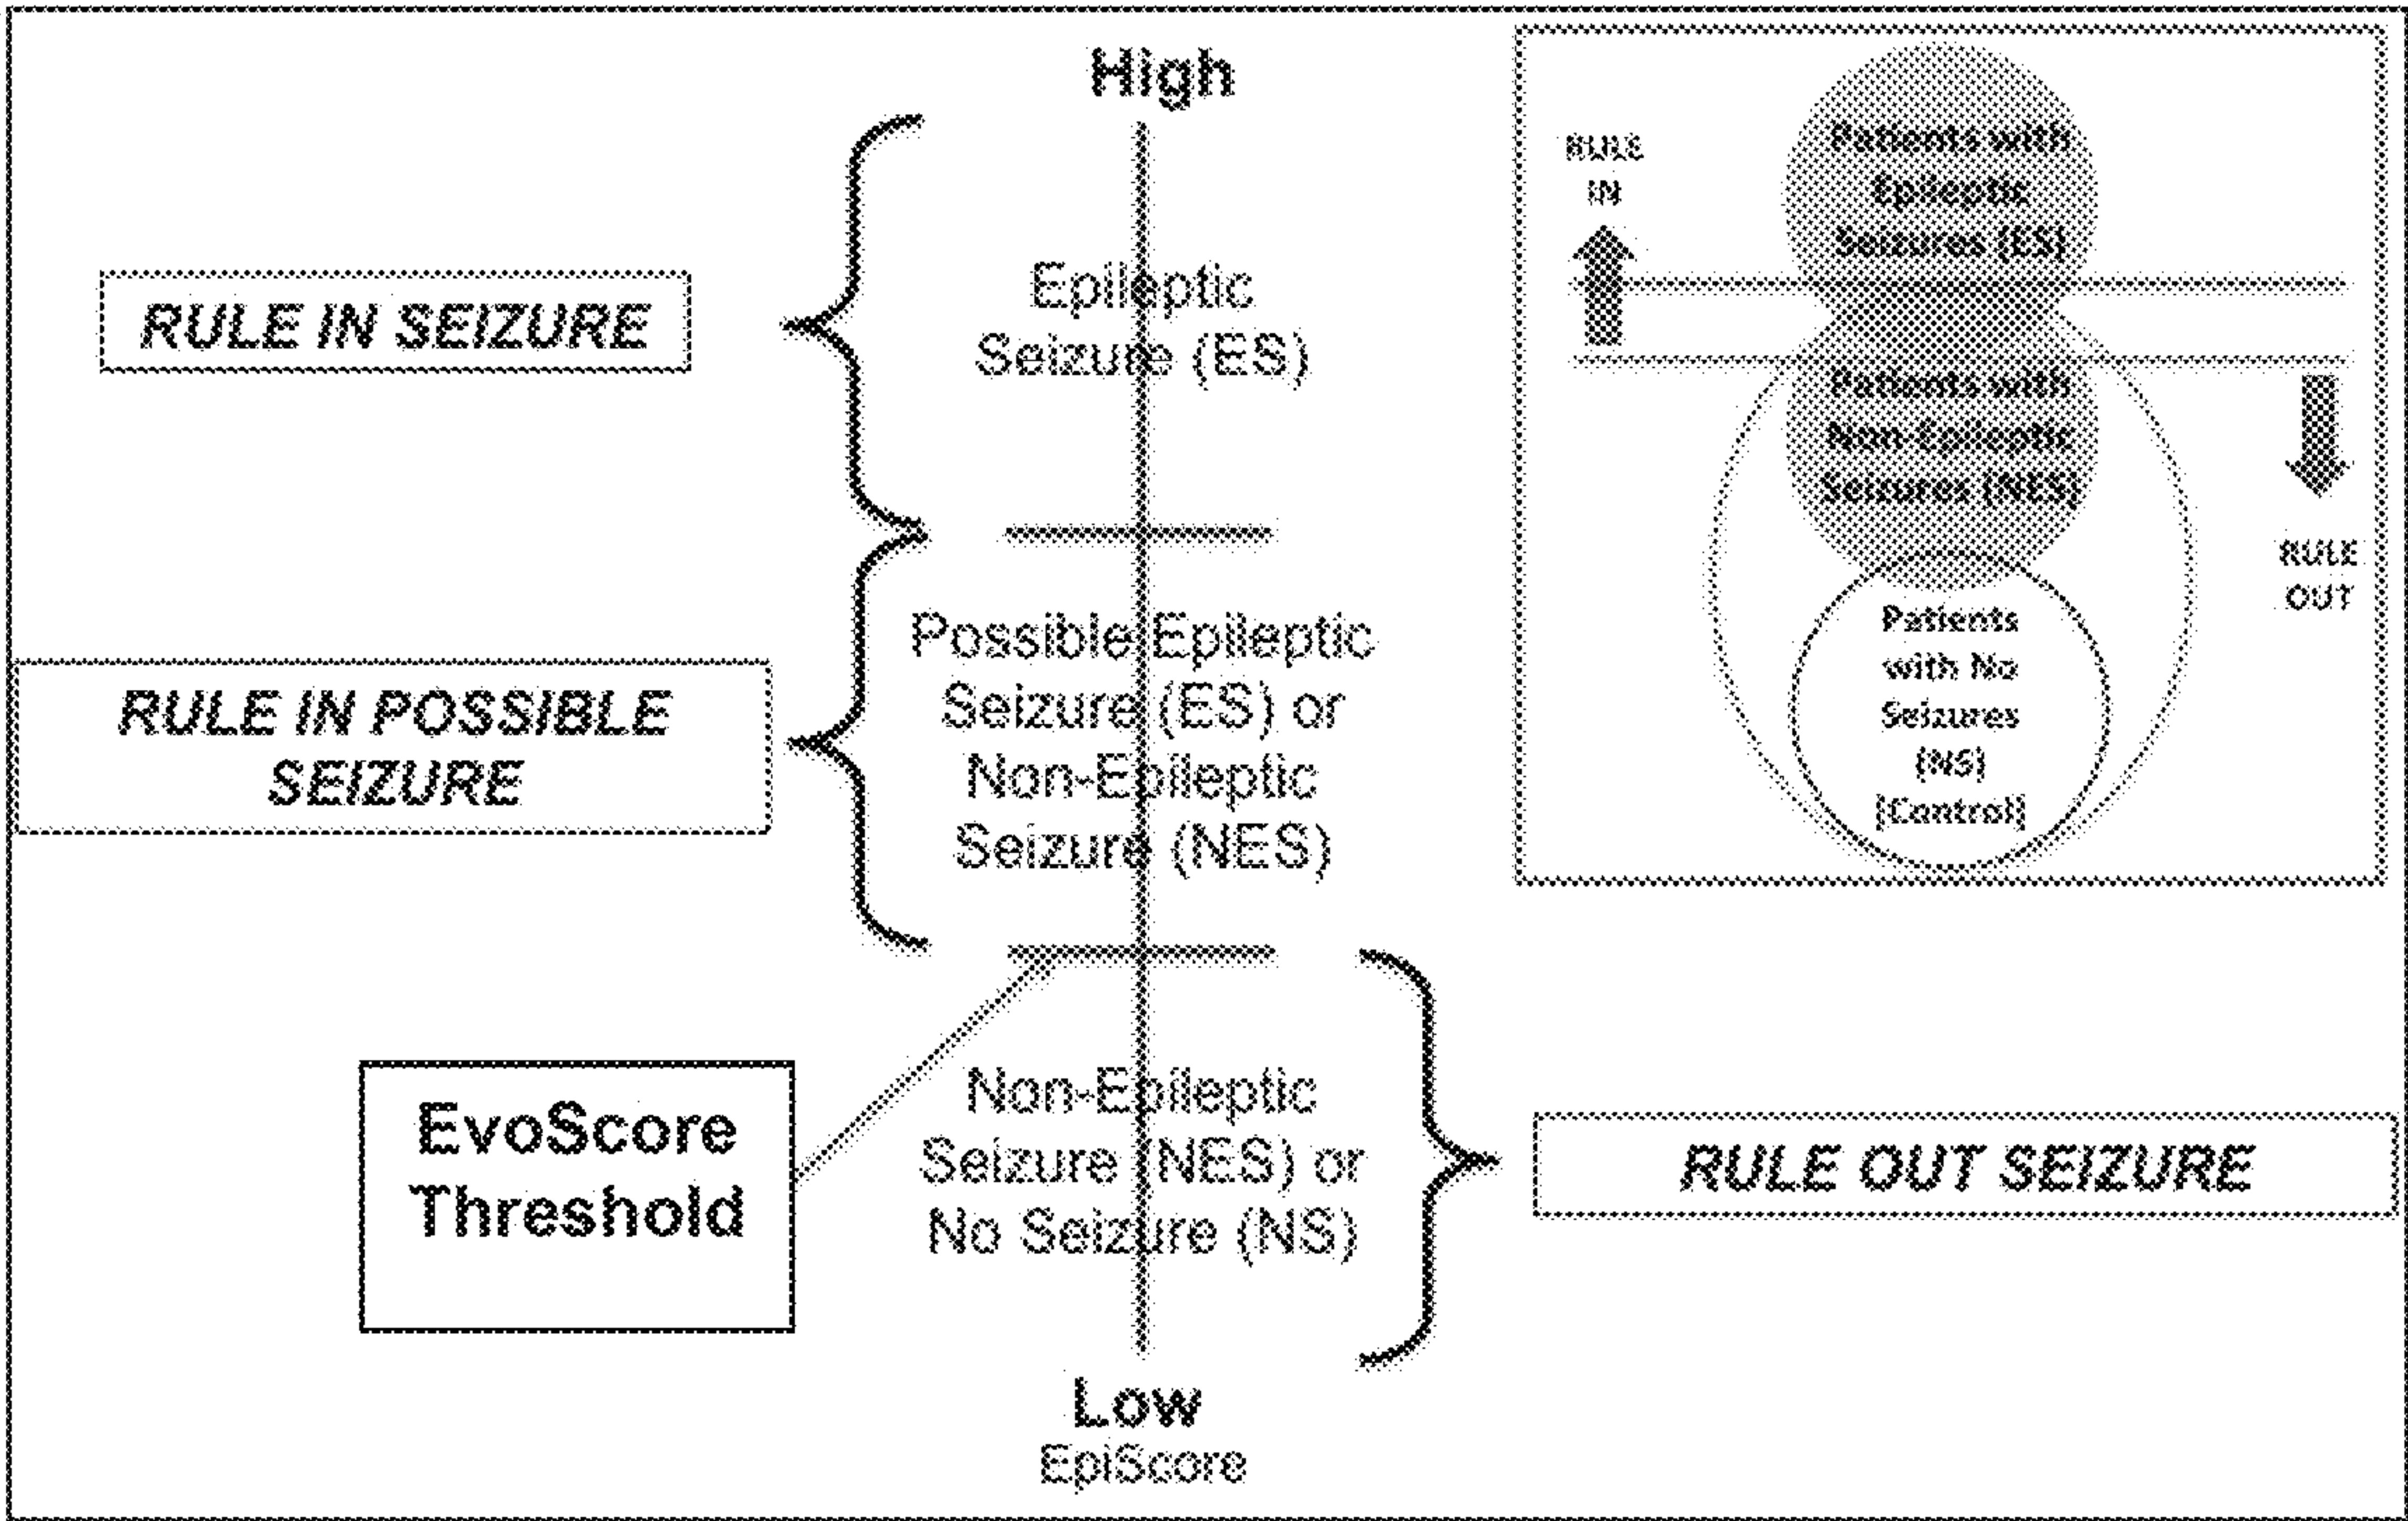 High
RULE IN SEIZURE
Epileptic
Seizure (ES)
RULE IN POSSIBLE
SEIZURE
Possible Epileptic
Seizure (ES) or
Non-Epileptic
Seizure (NES)
EvoScore
Threshold
Non-Epileptic
Seizure (NES) or
No Seizure (NS)
RULE OUT SEIZURE
Low
EpiScore
RULE
IN
Patients with
Epileptic
Seizures (ES)
Patients with
Non-Epileptic
Seizures (NES)
RULE
OUT
Patients
with No
Seizures
(NS)
[Control]